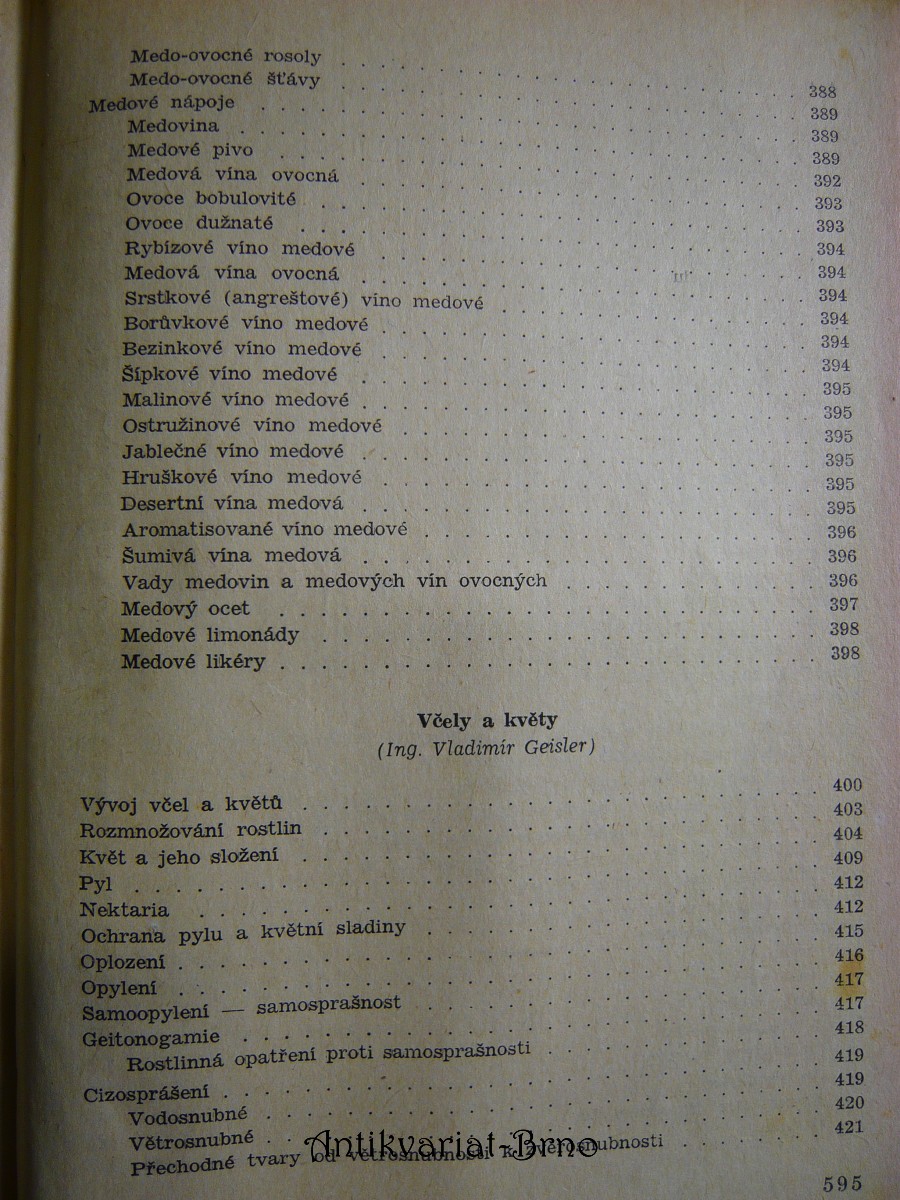 Medo-ovocné rosoly . . . . . 388
Medo-ovocné šťávy . . . . . 389
Medové nápoje . . . . . 389
Medovina . . . . . 389
Medové pivo . . . . . 392
Medová vína ovocná . . . . . 393
Ovoce bobulovité . . . . . 393
Ovoce dužnaté . . . . . 394
Rybízové víno medové . . . . . 394
Medová vína ovocná . . . . . 394
Srstkové (angreštové) víno medové . . . . . 394
Borůvkové víno medové . . . . . 394
Bezinkové víno medové . . . . . 394
Šípkové víno medové . . . . . 395
Malinové víno medové . . . . . 395
Ostružinové víno medové . . . . . 395
Jablečné víno medové . . . . . 395
Hruškové víno medové . . . . . 395
Desertní vína medová . . . . . 395
Aromatisované víno medové . . . . . 396
Šumivá vína medová . . . . . 396
Vady medovin a medových vín ovocných . . . . . 396
Medový ocet . . . . . 397
Medové limonády . . . . . 398
Medové likéry . . . . . 398
Včely a květy
(Ing. Vladimír Geisler)
Vývoj včel a květů . . . . . 400
Rozmnožování rostlin . . . . . 403
Květ a jeho složení . . . . . 404
Pyl . . . . . 409
Nektaria . . . . . 412
Ochrana pylu a květní sladiny . . . . . 412
Oplození . . . . . 415
Opylení . . . . . 416
Samoopylení — samosprašnost . . . . . 417
Geitonogamie . . . . . 417
Rostlinná opatření proti samosprašnosti . . . . . 418
Cizosprášení . . . . . 419
Vodosnubné . . . . . 419
Větrosnubné . . . . . 420
Přechodné tvary od větrosnubnosti k . . . . . 421
Antikvariat-Brno
595